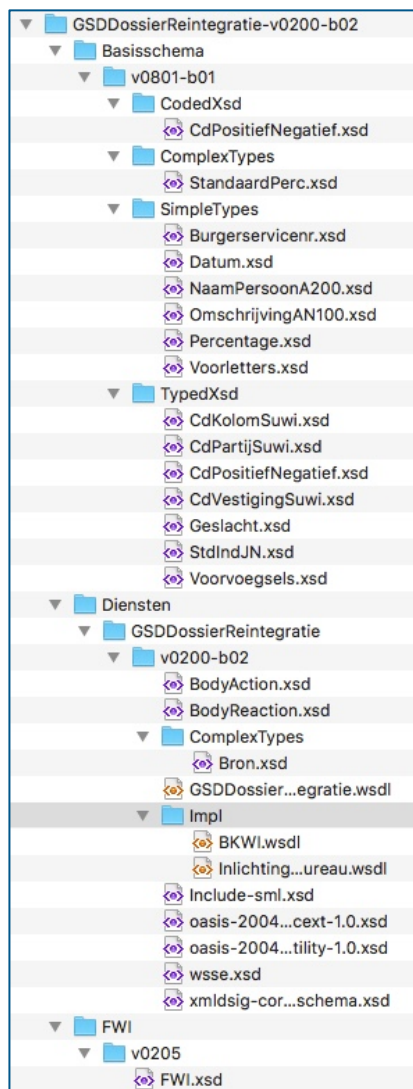 GSDDossierReintegratie-v0200-b02
Basisschema
v0801-b01
CodedXsd
CdPositiefNegatief.xsd
ComplexTypes
StandaardPerc.xsd
SimpleTypes
Burgerservicenr.xsd
Datum.xsd
NaamPersoonA200.xsd
OmschrijvingAN100.xsd
Percentage.xsd
Voorletters.xsd
TypedXsd
CdKolomSuwi.xsd
CdPartijSuwi.xsd
CdPositiefNegatief.xsd
CdVestigingSuwi.xsd
Geslacht.xsd
StdIndJN.xsd
Voorvoegsels.xsd
Diensten
GSDDossierReintegratie
v0200-b02
BodyAction.xsd
BodyReaction.xsd
ComplexTypes
Bron.xsd
GSDDossier...egratie.wsdl
Impl
BKWI.wsdl
Inlichting...ureau.wsdl
Include-sml.xsd
oasis-2004...cext-1.0.xsd
oasis-2004...tility-1.0.xsd
wsse.xsd
xmldsig-cor...schema.xsd
FWI
v0205
FWI.xsd